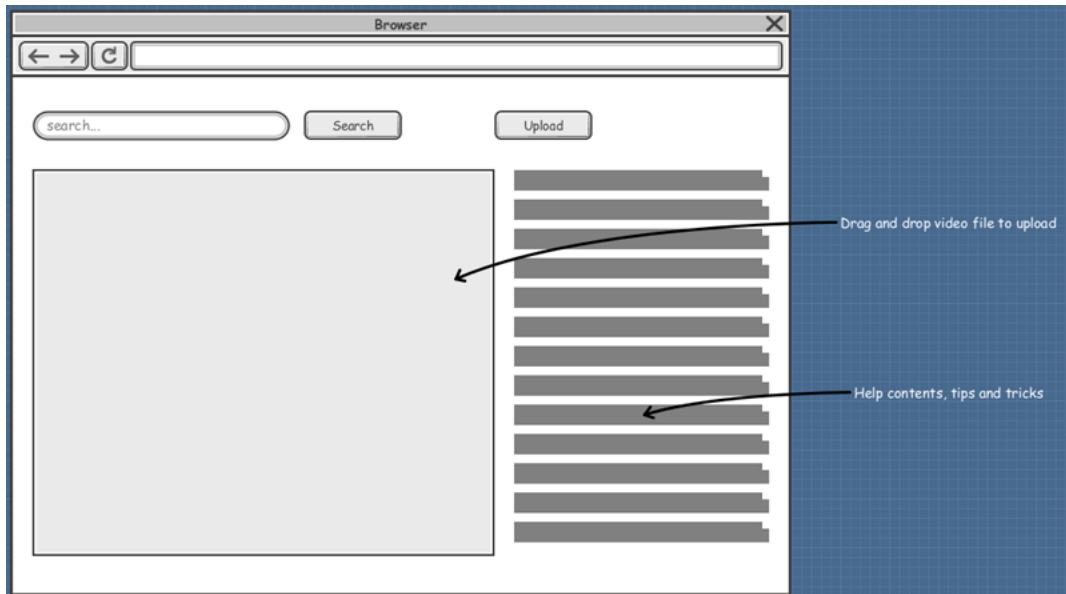 Browser
search...
Search
Upload
Drag and drop video file to upload
Help contents, tips and tricks